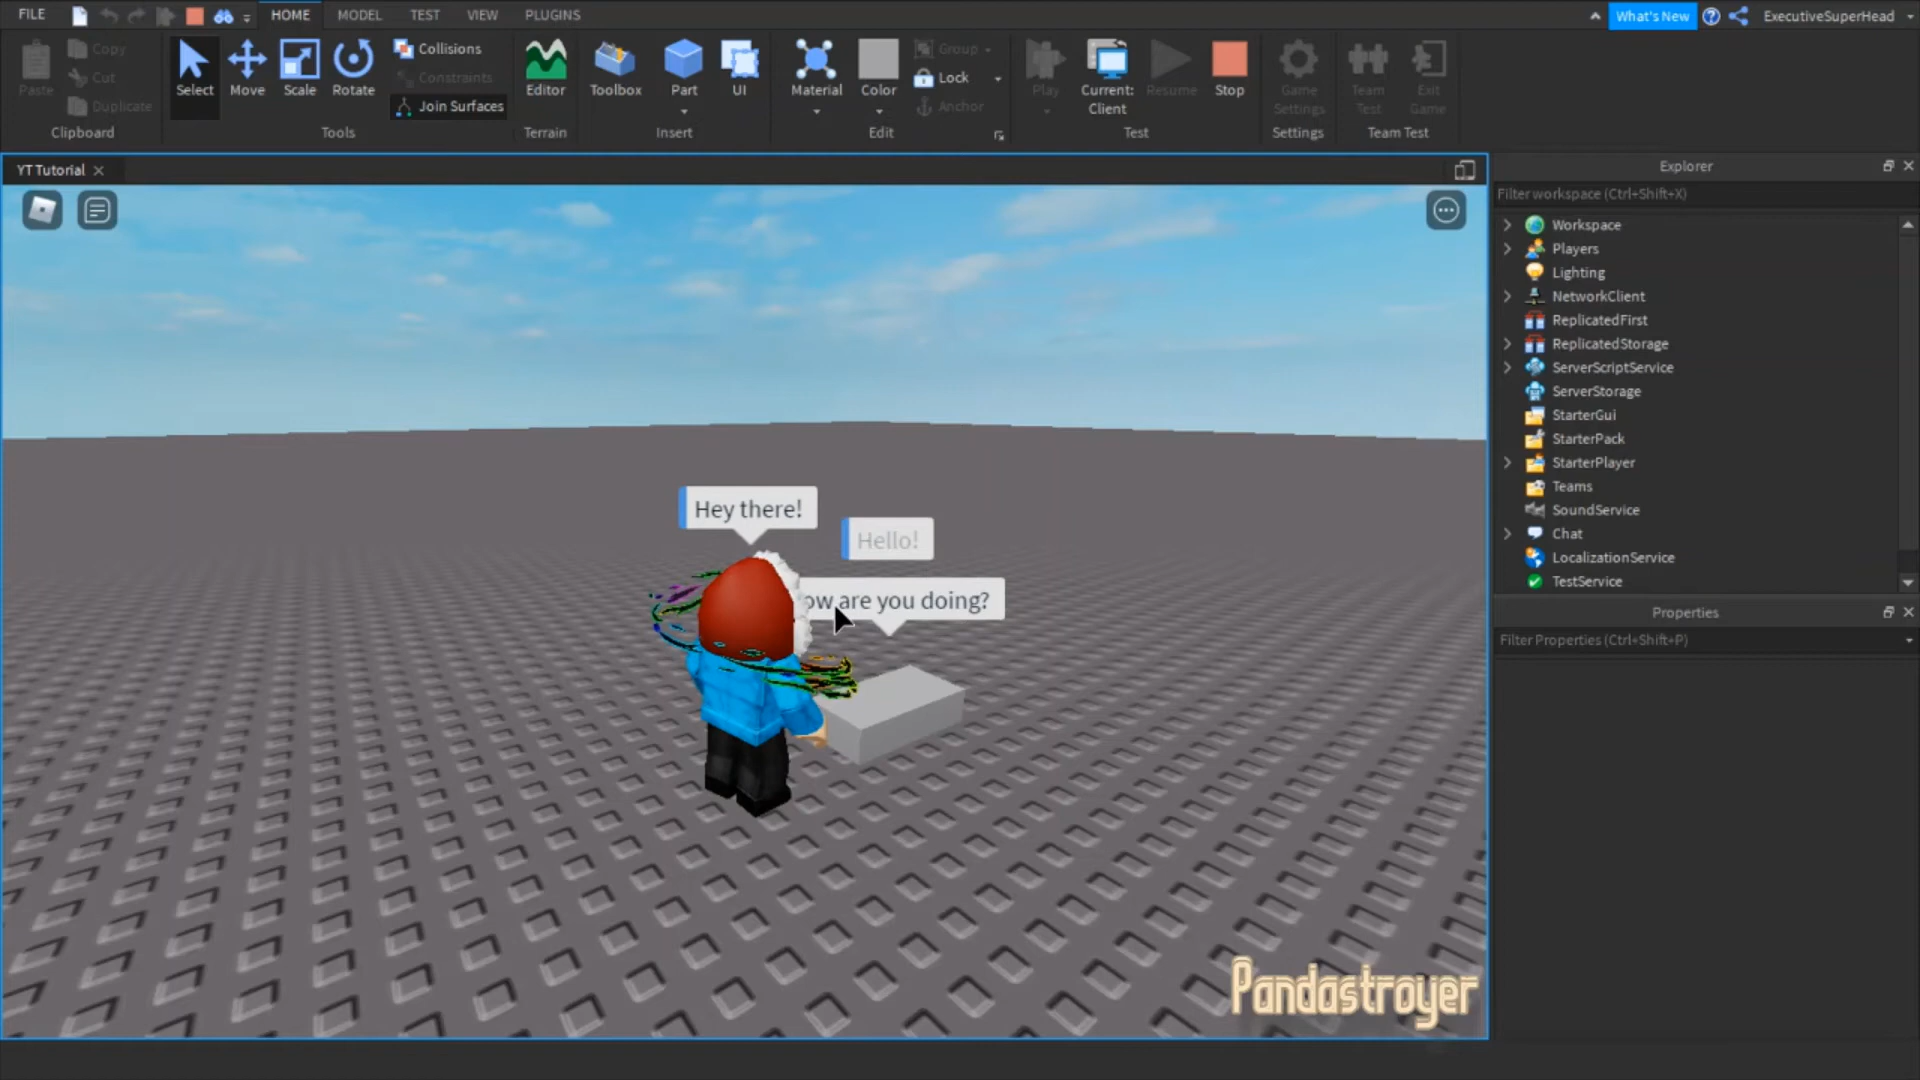 FILE HOME MODEL TEST VIEW PLUGINS What's New ExecutiveSuperHead
Paste Copy Cut Duplicate
Clipboard
Select Move Scale Rotate
Collisions
Constraints
Join Surfaces
Tools
Editor
Terrain
Toolbox Part UI
Insert
Material Color
Group
Lock
Anchor
Edit
Play Current: Client Resume Stop
Test
Game Settings
Settings
Team Test Exit Game
Team Test
YT Tutorial
Hey there!
Hello!
ow are you doing?
Pandastroyer
Explorer
Filter workspace (Ctrl+Shift+X)
Workspace
Players
Lighting
NetworkClient
ReplicatedFirst
ReplicatedStorage
ServerScriptService
ServerStorage
StarterGui
StarterPack
StarterPlayer
Teams
SoundService
Chat
LocalizationService
TestService
Properties
Filter Properties (Ctrl+Shift+P)